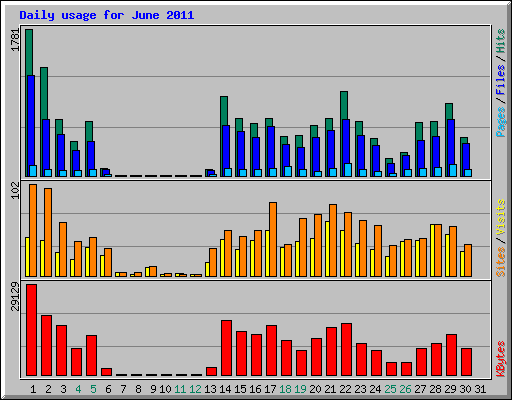 Daily usage for June 2011
1781
Pages / Files / Hits
102
Sites / Visits
29129
KBytes
1 2 3 4 5 6 7 8 9 10 11 12 13 14 15 16 17 18 19 20 21 22 23 24 25 26 27 28 29 30 31